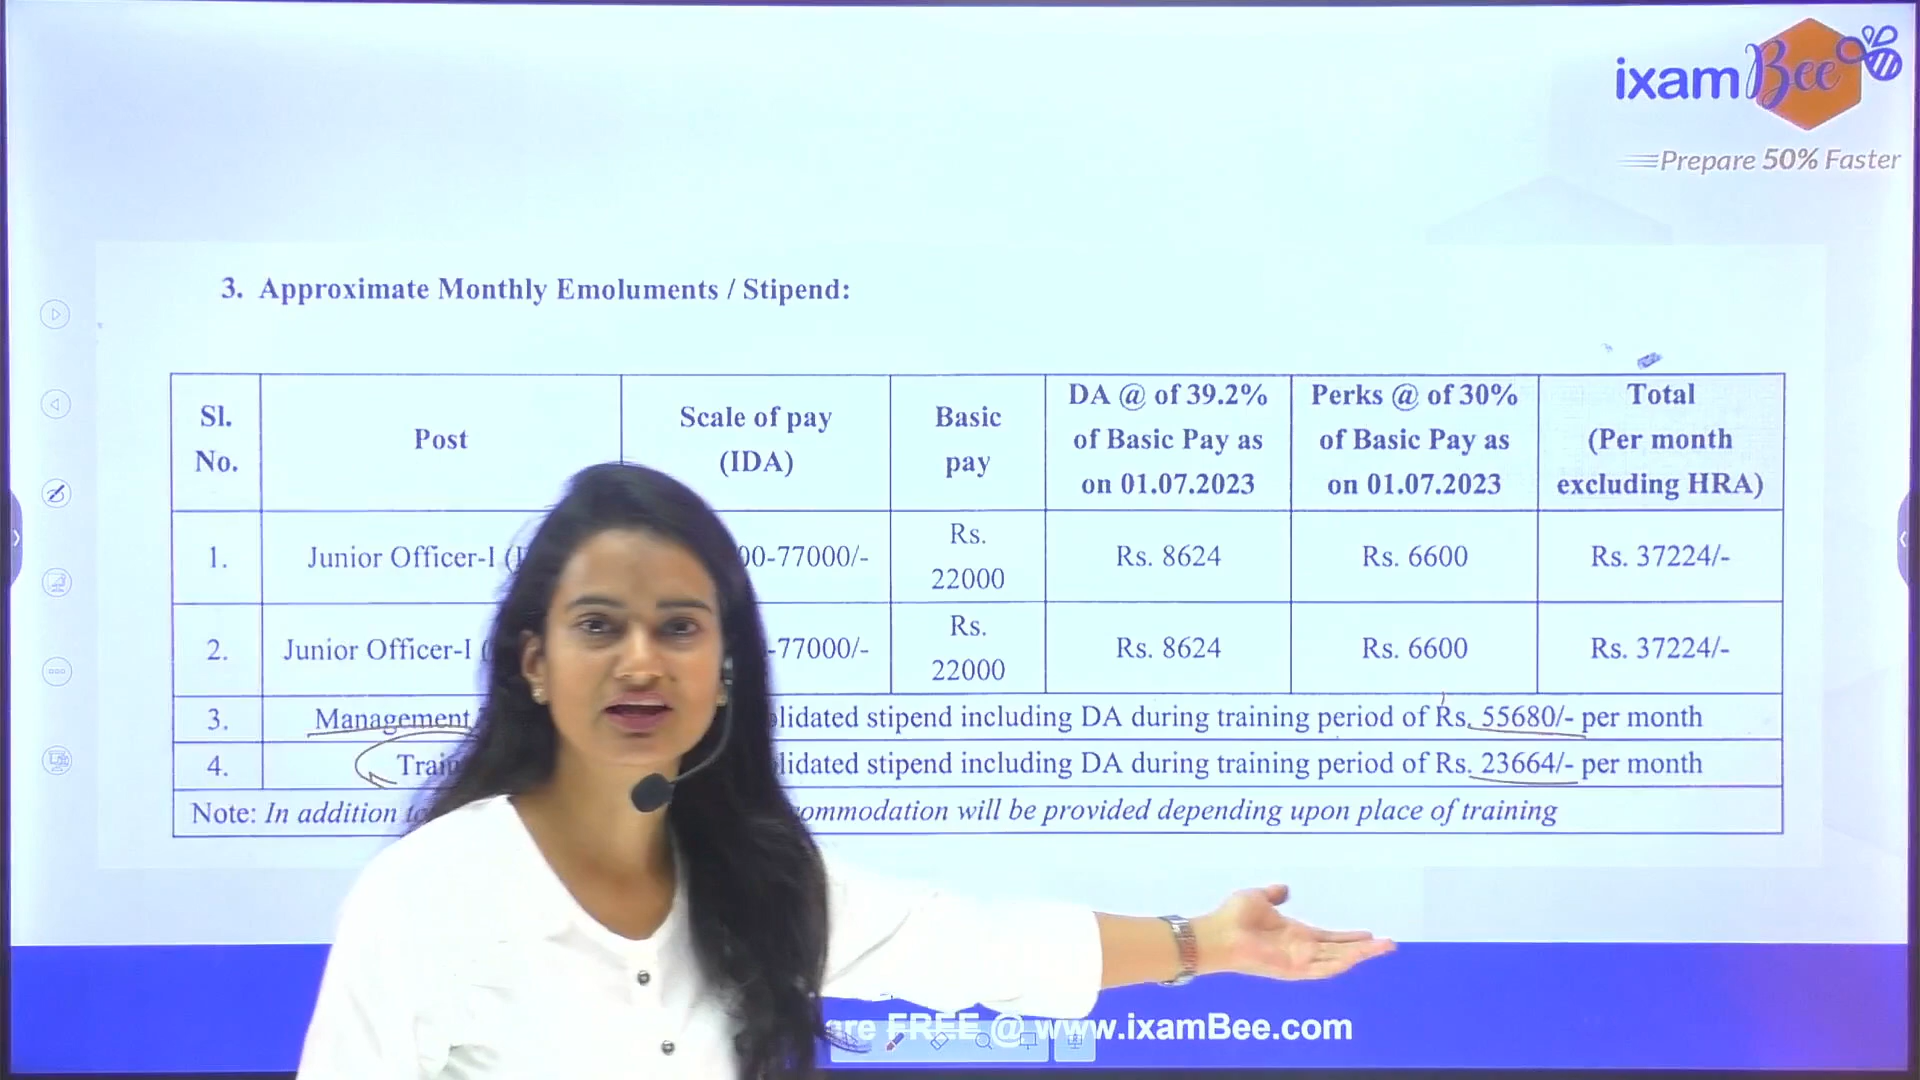 ixamBee
Prepare 50% Faster
3. Approximate Monthly Emoluments / Stipend:
Sl. No. Post Scale of pay (IDA) Basic pay DA @ of 39.2% of Basic Pay as on 01.07.2023 Perks @ of 30% of Basic Pay as on 01.07.2023 Total (Per month excluding HRA)
1. Junior Officer-I 00-77000/- Rs. 22000 Rs. 8624 Rs. 6600 Rs. 37224/-
2. Junior Officer-I -77000/- Rs. 22000 Rs. 8624 Rs. 6600 Rs. 37224/-
3. Management stipend including DA during training period of Rs. 55680/- per month
4. stipend including DA during training period of Rs. 23664/- per month
Note: In addition will be provided depending upon place of training
FREE @ www.ixamBee.com